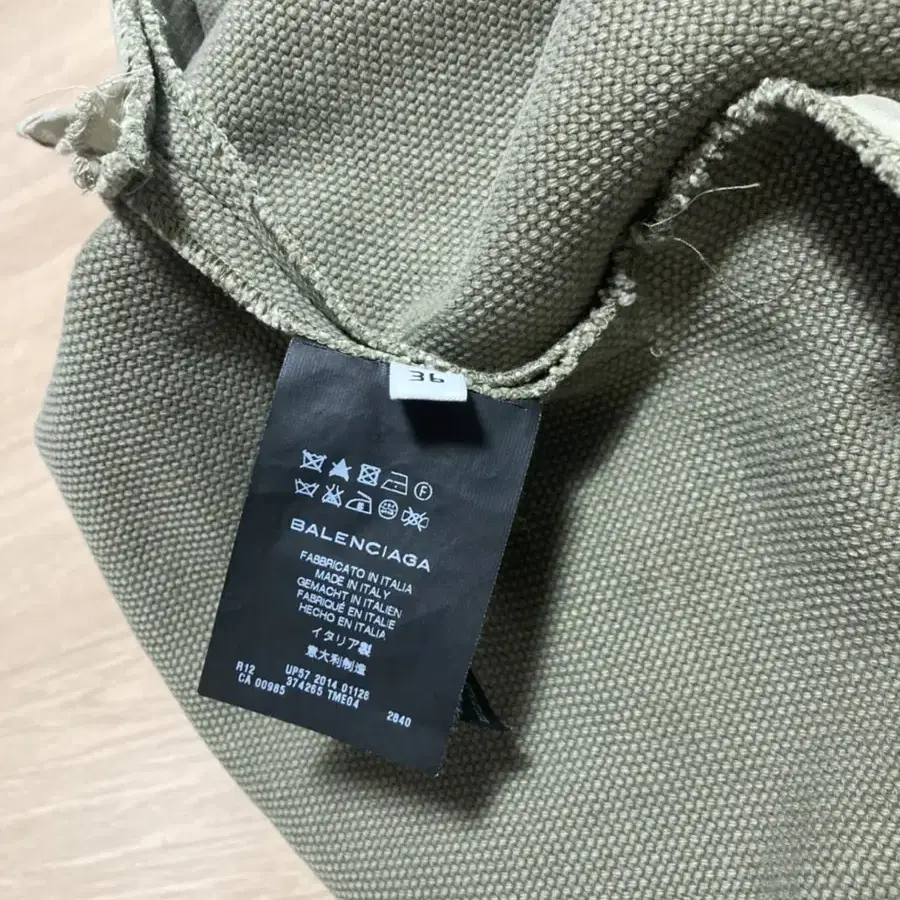 36
F
BALENCIAGA
FABBRICATO IN ITALIA
MADE IN ITALY
GEMACHT IN ITALIEN
FABRIQUÉ EN ITALIE
HECHO EN ITALIA
イタリア製
意大利制造
R12 UP57 2014 01128
CA 00985 374265 TME04 2840